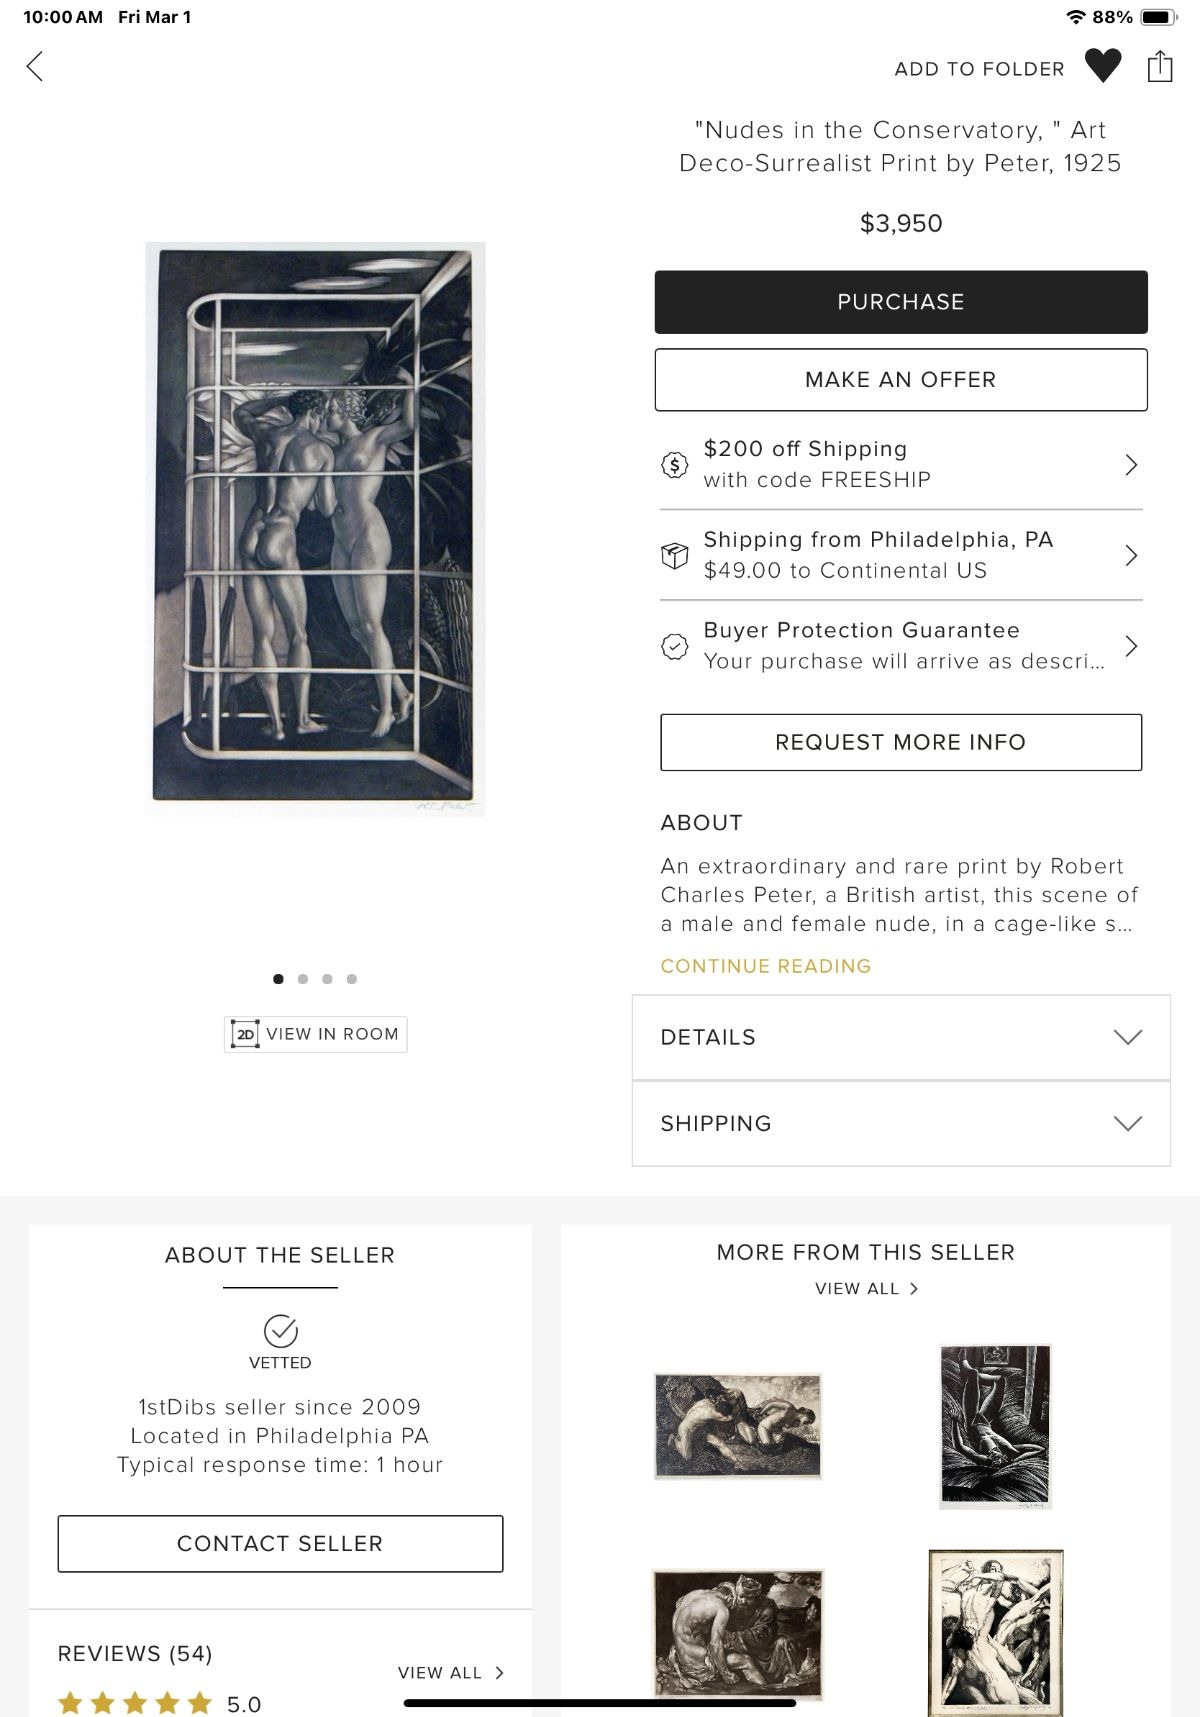 10:00 AM Fri Mar 1
88%
ADD TO FOLDER
"Nudes in the Conservatory, " Art
Deco-Surrealist Print by Peter, 1925
$3,950
PURCHASE
MAKE AN OFFER
$200 off Shipping
with code FREESHIP
Shipping from Philadelphia, PA
$49.00 to Continental US
Buyer Protection Guarantee
Your purchase will arrive as descri...
REQUEST MORE INFO
ABOUT
An extraordinary and rare print by Robert
Charles Peter, a British artist, this scene of
a male and female nude, in a cage-like s...
CONTINUE READING
2D VIEW IN ROOM
DETAILS
SHIPPING
ABOUT THE SELLER
VETTED
1stDibs seller since 2009
Located in Philadelphia PA
Typical response time: 1 hour
CONTACT SELLER
REVIEWS (54)
VIEW ALL
5.0
MORE FROM THIS SELLER
VIEW ALL